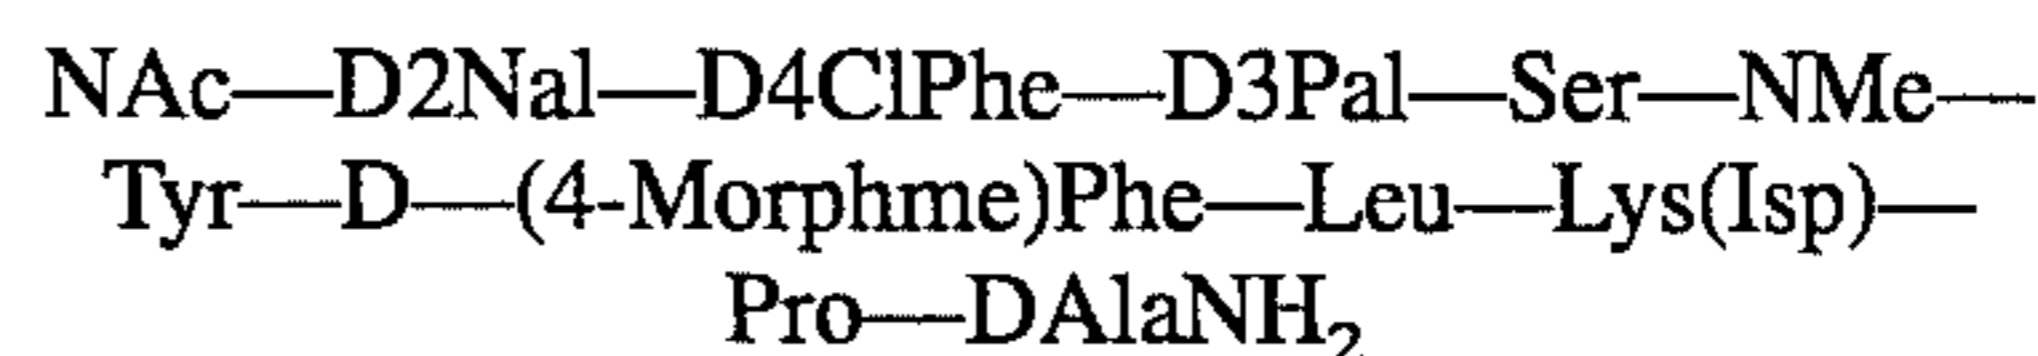 NAc—D2Nal—D4ClPhe—D3Pal—Ser—NMe—
Tyr—D—(4-Morphme)Phe—Leu—Lys(Isp)—
Pro—DAlaNH₂